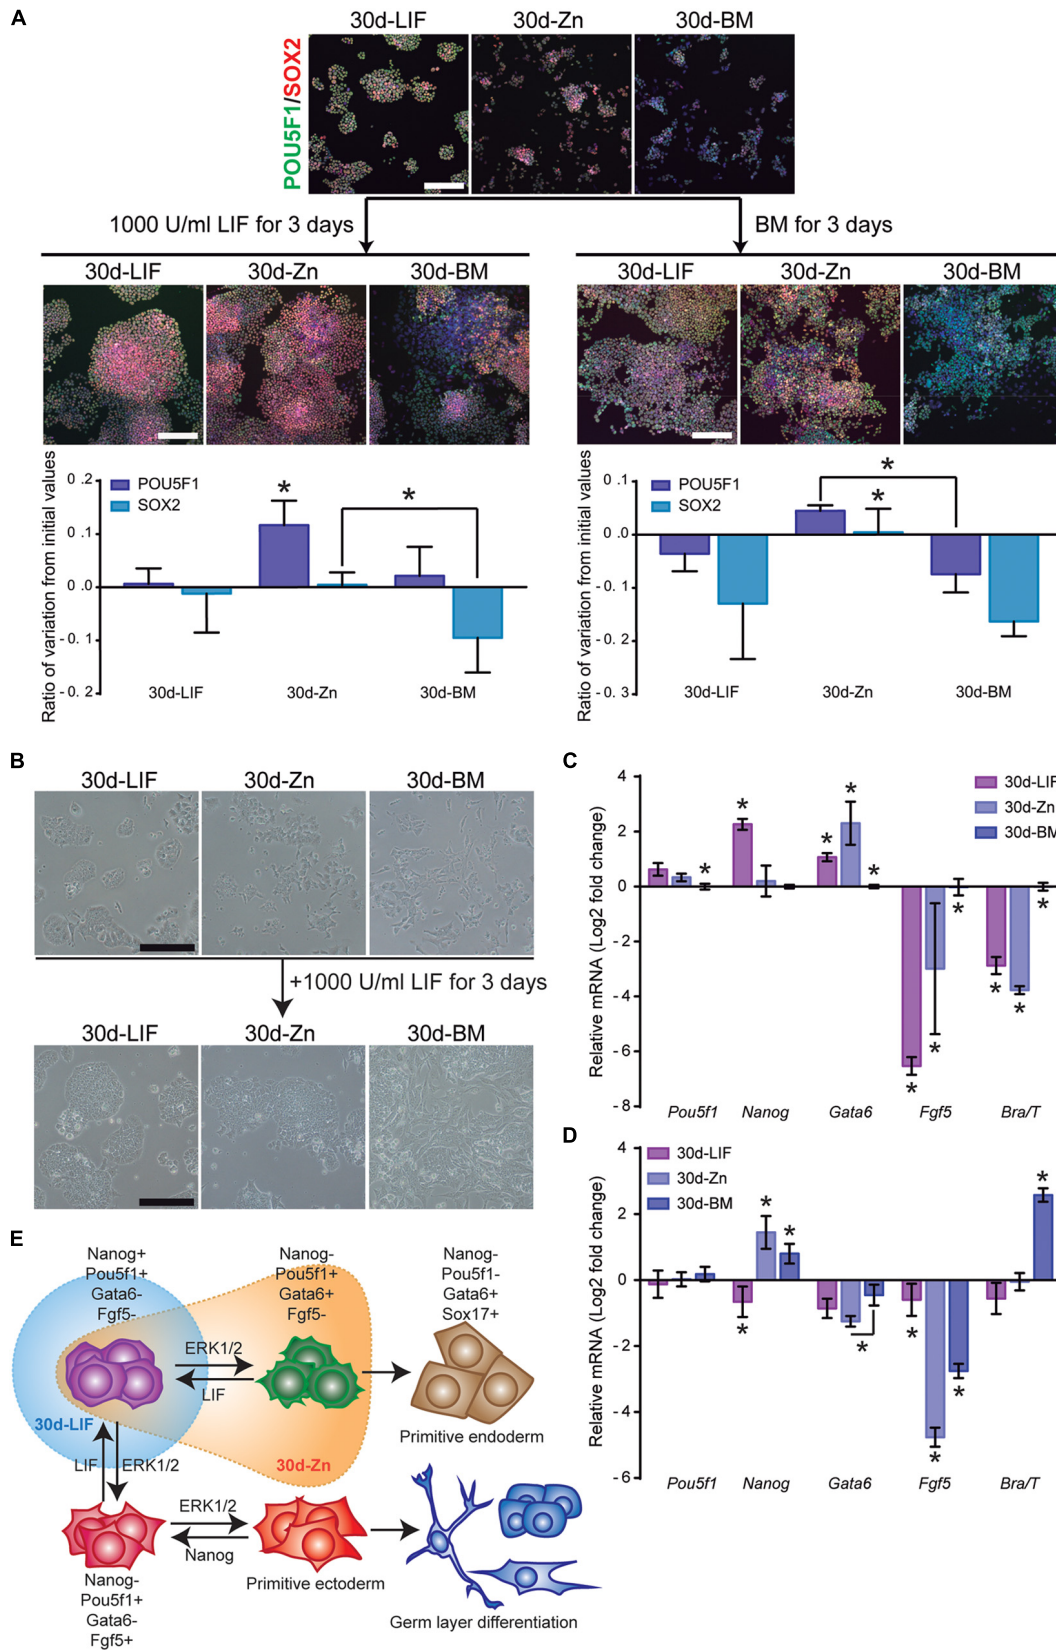 A
30d-LIF 30d-Zn 30d-BM
POU5F1/SOX2
1000 U/ml LIF for 3 days
BM for 3 days
30d-LIF 30d-Zn 30d-BM
30d-LIF 30d-Zn 30d-BM
Ratio of variation from initial values
0.2
0.1
0.0
-0.1
-0.2
POU5F1
SOX2
*
*
30d-LIF 30d-Zn 30d-BM
Ratio of variation from initial values
0.1
0.0
-0.1
-0.2
-0.3
POU5F1
SOX2
*
*
30d-LIF 30d-Zn 30d-BM
B
30d-LIF 30d-Zn 30d-BM
+1000 U/ml LIF for 3 days
30d-LIF 30d-Zn 30d-BM
C
Relative mRNA (Log2 fold change)
4
2
0
-2
-4
-6
-8
30d-LIF
30d-Zn
30d-BM
* * * * * * * * * * *
Pou5f1 Nanog Gata6 Fgf5 Bra/T
D
Relative mRNA (Log2 fold change)
4
2
0
-2
-4
-6
30d-LIF
30d-Zn
30d-BM
* * * * * * * *
Pou5f1 Nanog Gata6 Fgf5 Bra/T
E
Nanog+
Pou5f1+
Gata6-
Fgf5-
Nanog-
Pou5f1+
Gata6+
Fgf5-
Nanog-
Pou5f1-
Gata6+
Sox17+
ERK1/2
LIF
30d-LIF
30d-Zn
Primitive endoderm
LIF
ERK1/2
ERK1/2
Nanog
Primitive ectoderm
Germ layer differentiation
Nanog-
Pou5f1+
Gata6-
Fgf5+